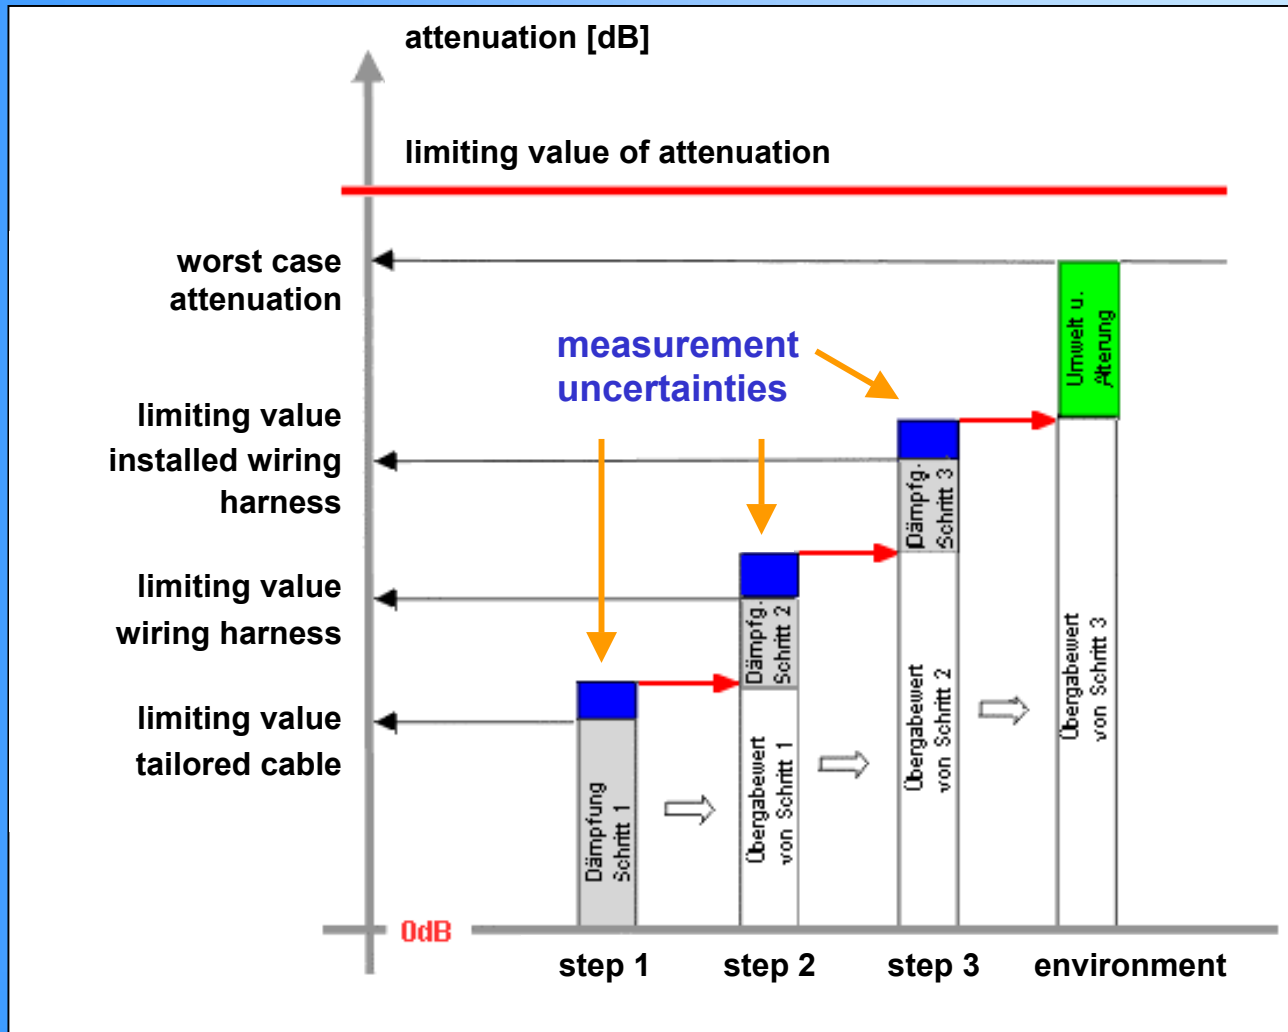 attenuation [dB]
limiting value of attenuation
worst case
attenuation
measurement
uncertainties
limiting value
installed wiring
harness
limiting value
wiring harness
limiting value
tailored cable
Dämpfung
Schritt 1
Dämpfg.
Schritt 2
Übergabewert
von Schritt 1
Dämpfg.
Schritt 3
Übergabewert
von Schritt 2
Umwelt u.
Alterung
Übergabewert
von Schritt 3
0dB
step 1
step 2
step 3
environment